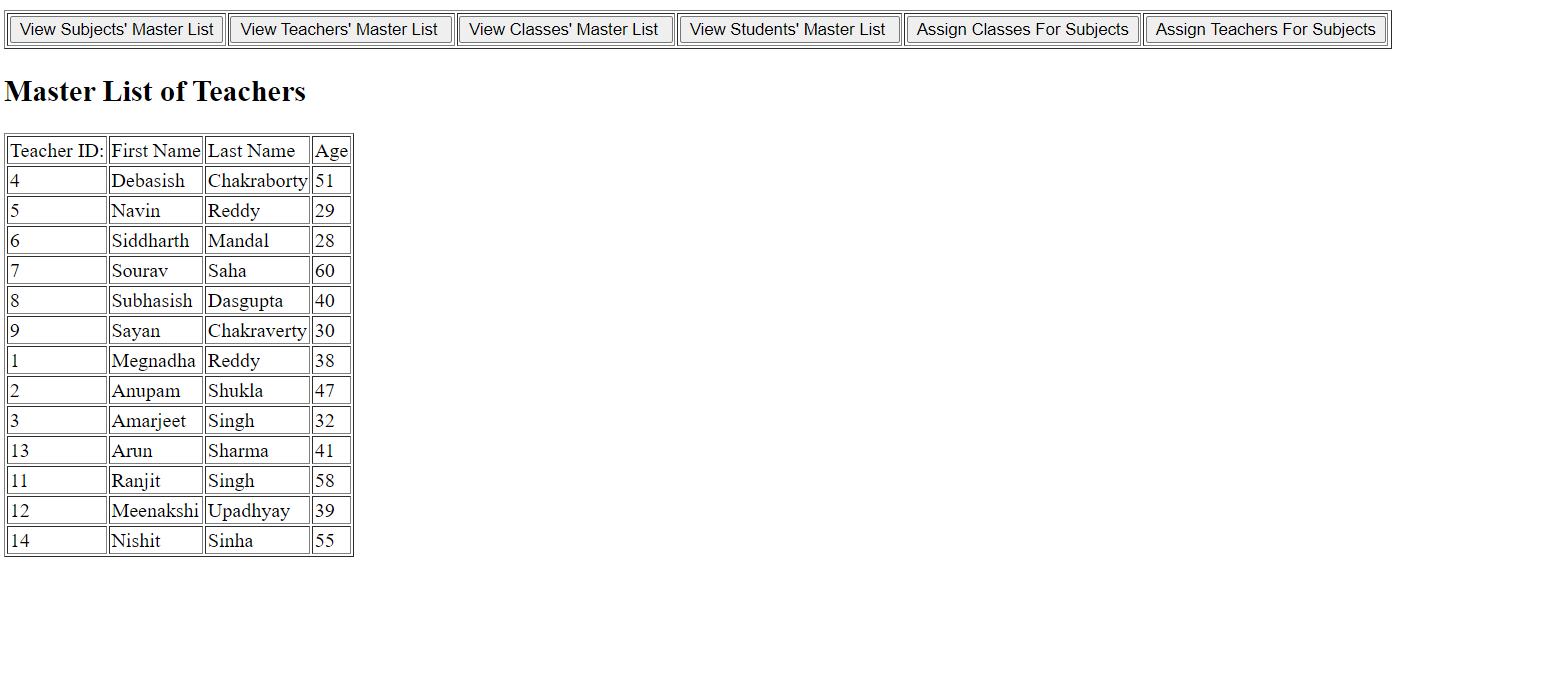 View Subjects' Master List View Teachers' Master List View Classes' Master List View Students' Master List Assign Classes For Subjects Assign Teachers For Subjects
Master List of Teachers
Teacher ID: First Name Last Name Age
4 Debasish Chakraborty 51
5 Navin Reddy 29
6 Siddharth Mandal 28
7 Sourav Saha 60
8 Subhasish Dasgupta 40
9 Sayan Chakraverty 30
1 Megnadha Reddy 38
2 Anupam Shukla 47
3 Amarjeet Singh 32
13 Arun Sharma 41
11 Ranjit Singh 58
12 Meenakshi Upadhyay 39
14 Nishit Sinha 55